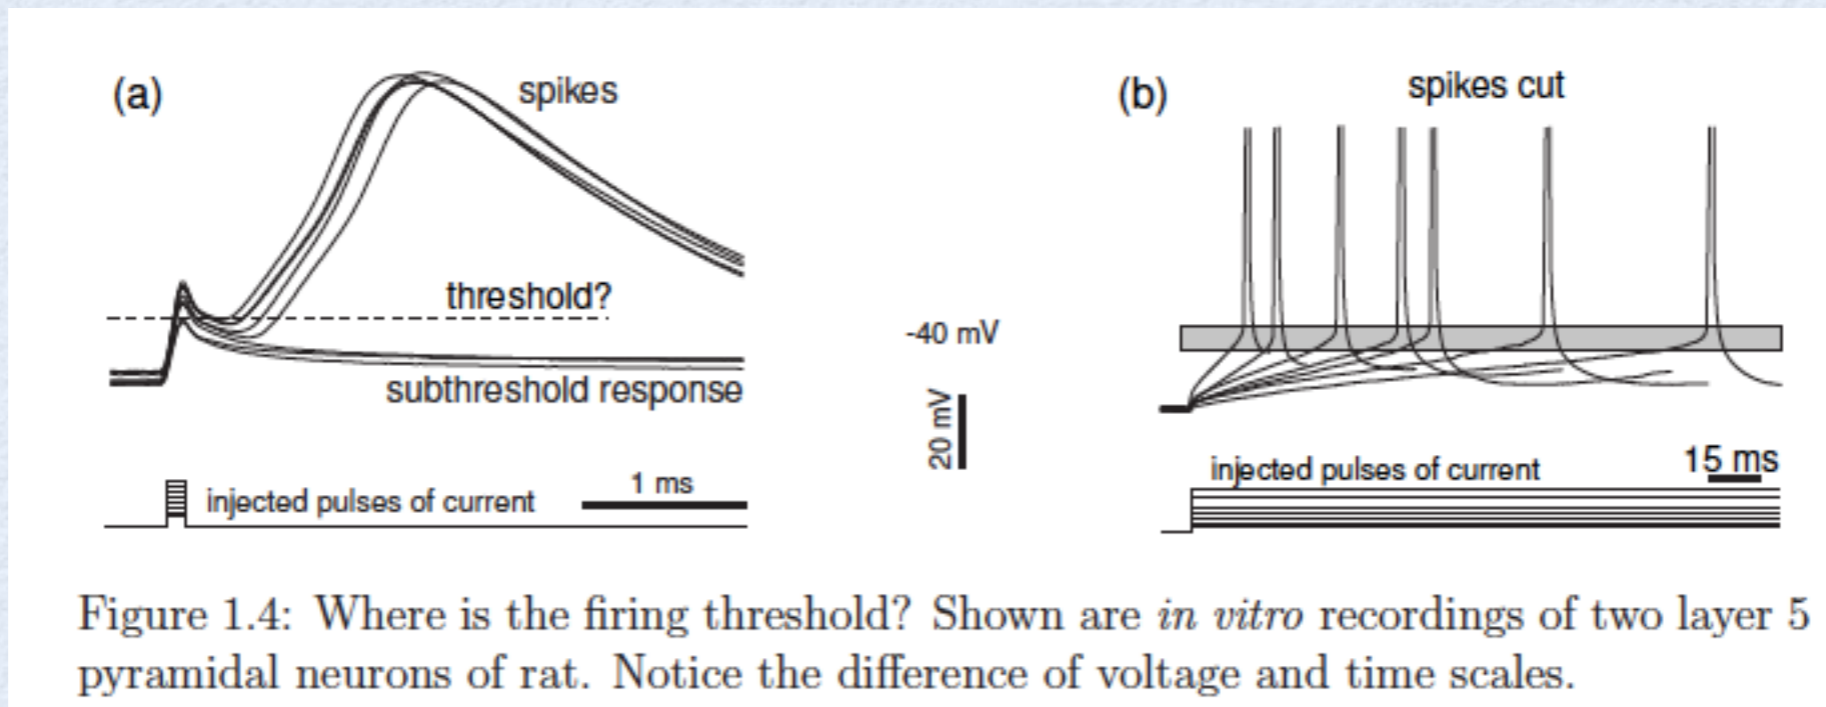 (a)
spikes
threshold?
subthreshold response
injected pulses of current
1 ms
-40 mV
20 mV
(b)
spikes cut
injected pulses of current
15 ms
Figure 1.4: Where is the firing threshold? Shown are in vitro recordings of two layer 5
pyramidal neurons of rat. Notice the difference of voltage and time scales.